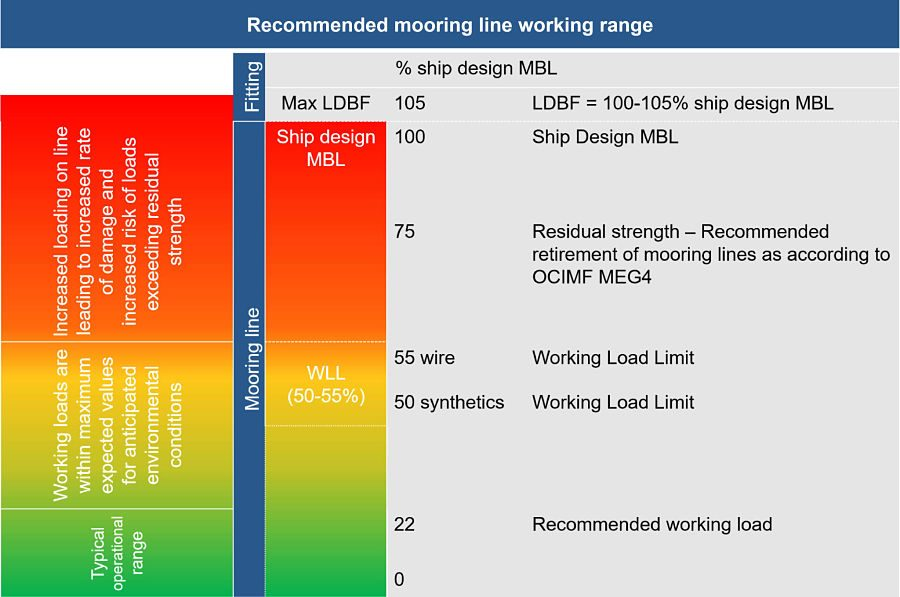 Recommended mooring line working range
% ship design MBL
Fitting
Max LDBF 105 LDBF = 100-105% ship design MBL
Increased loading on line
leading to increased rate
of damage and
increased risk of loads
exceeding residual
strength
Mooring line
Ship design
MBL
100 Ship Design MBL
75 Residual strength – Recommended
retirement of mooring lines as according to
OCIMF MEG4
Working loads are
within maximum
expected values
for anticipated
environmental
conditions
WLL
(50-55%)
55 wire Working Load Limit
50 synthetics Working Load Limit
Typical
operational
range
22 Recommended working load
0